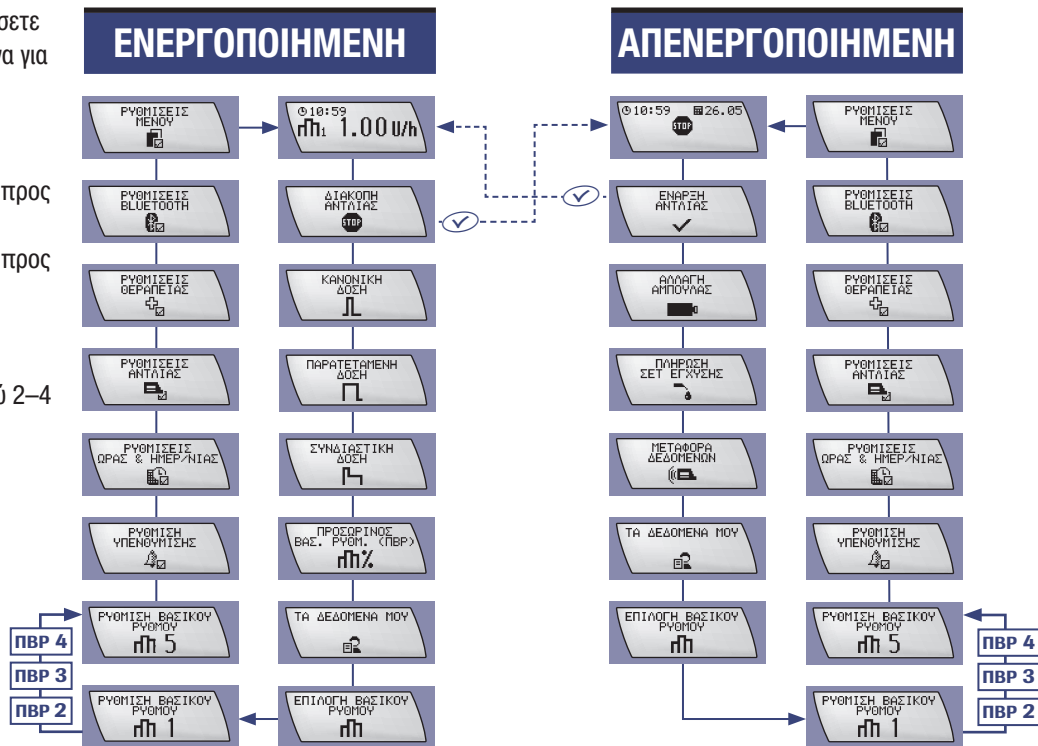 σετε
να για
προς
προς
ύ 2–4
ΕΝΕΡΓΟΠΟΙΗΜΕΝΗ
ΡΥΘΜΙΣΕΙΣ
ΜΕΝΟΥ
10:59
1 1.00 U/h
ΡΥΘΜΙΣΕΙΣ
BLUETOOTH
ΔΙΑΚΟΠΗ
ΑΝΤΛΙΑΣ
STOP
ΡΥΘΜΙΣΕΙΣ
ΘΕΡΑΠΕΙΑΣ
ΚΑΝΟΝΙΚΗ
ΔΟΣΗ
ΡΥΘΜΙΣΕΙΣ
ΑΝΤΛΙΑΣ
ΠΑΡΑΤΕΤΑΜΕΝΗ
ΔΟΣΗ
ΡΥΘΜΙΣΕΙΣ
ΩΡΑΣ & ΗΜΕΡ/ΝΙΑΣ
ΣΥΝΔΙΑΣΤΙΚΗ
ΔΟΣΗ
ΡΥΘΜΙΣΗ
ΥΠΕΝΘΥΜΙΣΗΣ
ΠΡΟΣΩΡΙΝΟΣ
ΒΑΣ. ΡΥΘΜ. (ΠΒΡ)
%
ΡΥΘΜΙΣΗ ΒΑΣΙΚΟΥ
ΡΥΘΜΟΥ
5
ΤΑ ΔΕΔΟΜΕΝΑ ΜΟΥ
ΠΒΡ 4
ΠΒΡ 3
ΠΒΡ 2
ΡΥΘΜΙΣΗ ΒΑΣΙΚΟΥ
ΡΥΘΜΟΥ
1
ΕΠΙΛΟΓΗ ΒΑΣΙΚΟΥ
ΡΥΘΜΟΥ
ΑΠΕΝΕΡΓΟΠΟΙΗΜΕΝΗ
10:59 26.05
STOP
ΡΥΘΜΙΣΕΙΣ
ΜΕΝΟΥ
ΕΝΑΡΞΗ
ΑΝΤΛΙΑΣ
ΡΥΘΜΙΣΕΙΣ
BLUETOOTH
ΑΛΛΑΓΗ
ΑΜΠΟΥΛΑΣ
ΡΥΘΜΙΣΕΙΣ
ΘΕΡΑΠΕΙΑΣ
ΠΛΗΡΩΣΗ
ΣΕΤ ΕΓΧΥΣΗΣ
ΡΥΘΜΙΣΕΙΣ
ΑΝΤΛΙΑΣ
ΜΕΤΑΦΟΡΑ
ΔΕΔΟΜΕΝΩΝ
ΡΥΘΜΙΣΕΙΣ
ΩΡΑΣ & ΗΜΕΡ/ΝΙΑΣ
ΤΑ ΔΕΔΟΜΕΝΑ ΜΟΥ
ΡΥΘΜΙΣΗ
ΥΠΕΝΘΥΜΙΣΗΣ
ΕΠΙΛΟΓΗ ΒΑΣΙΚΟΥ
ΡΥΘΜΟΥ
ΡΥΘΜΙΣΗ ΒΑΣΙΚΟΥ
ΡΥΘΜΟΥ
5
ΡΥΘΜΙΣΗ ΒΑΣΙΚΟΥ
ΡΥΘΜΟΥ
1
ΠΒΡ 4
ΠΒΡ 3
ΠΒΡ 2